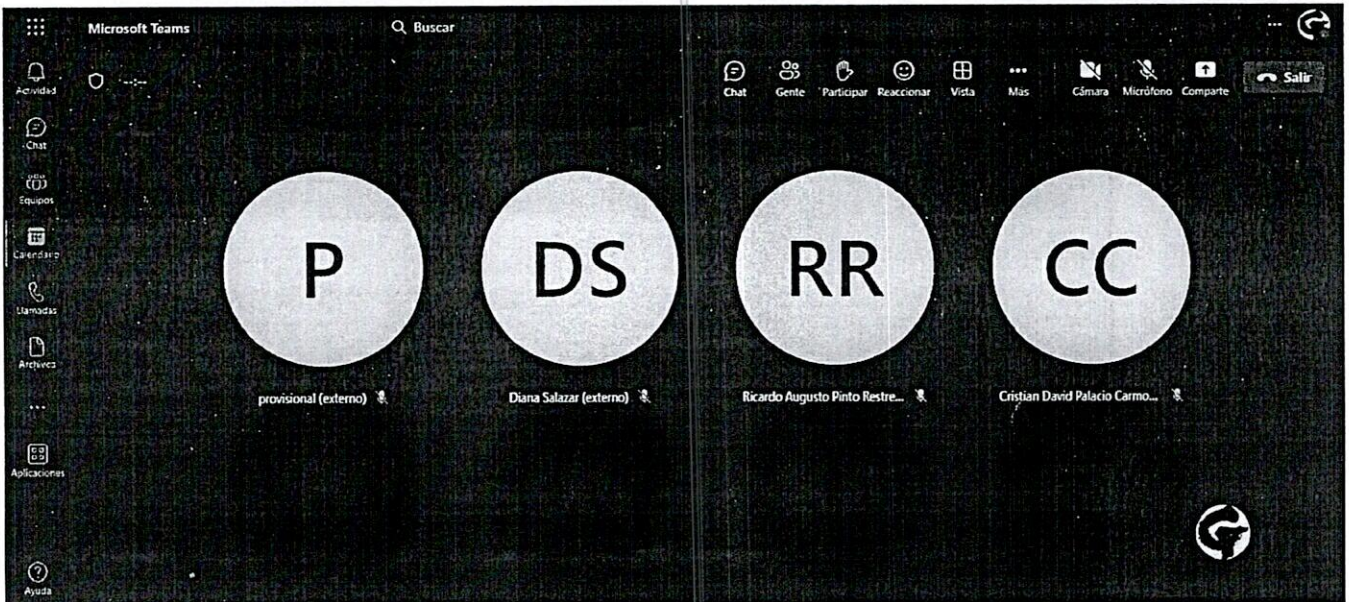 Microsoft Teams
Buscar
Actividad
Chat
Equipos
Calendario
Llamadas
Archivos
Aplicaciones
Ayuda
--:--
Chat Gente Participar Reaccionar Vista Más Cámara Micrófono Comparte Salir
P DS RR CC
provisional (externo) Diana Salazar (externo) Ricardo Augusto Pinto Restre... Cristian David Palacio Carmo...